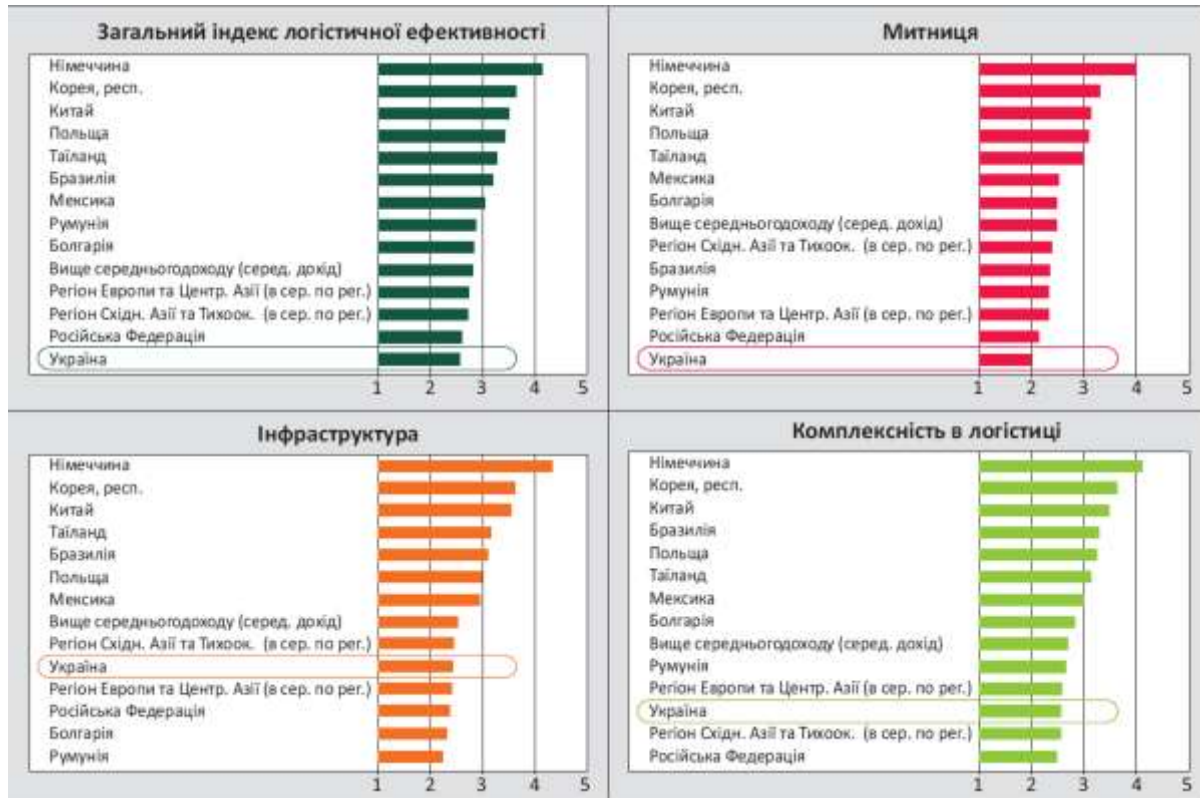 Загальний індекс логістичної ефективності
Німеччина
Корея, респ.
Китай
Польща
Таїланд
Бразилія
Мексика
Румунія
Болгарія
Вище середньогодоходу (серед. дохід)
Регіон Европи та Центр. Азії (в сер. по рег.)
Регіон Східн. Азії та Тихоок. (в сер. по рег.)
Російська Федерація
Україна
1 2 3 4 5
Митниця
Німеччина
Корея, респ.
Китай
Польща
Таїланд
Мексика
Болгарія
Вище середньогодоходу (серед. дохід)
Регіон Східн. Азії та Тихоок. (в сер. по рег.)
Бразилія
Румунія
Регіон Европи та Центр. Азії (в сер. по рег.)
Російська Федерація
Україна
1 2 3 4 5
Інфраструктура
Німеччина
Корея, респ.
Китай
Таїланд
Бразилія
Польща
Мексика
Вище середньогодоходу (серед. дохід)
Регіон Східн. Азії та Тихоок. (в сер. по рег.)
Україна
Регіон Европи та Центр. Азії (в сер. по рег.)
Російська Федерація
Болгарія
Румунія
1 2 3 4 5
Комплексність в логістиці
Німеччина
Корея, респ.
Китай
Бразилія
Польща
Таїланд
Мексика
Болгарія
Вище середньогодоходу (серед. дохід)
Румунія
Регіон Европи та Центр. Азії (в сер. по рег.)
Україна
Регіон Східн. Азії та Тихоок. (в сер. по рег.)
Російська Федерація
1 2 3 4 5